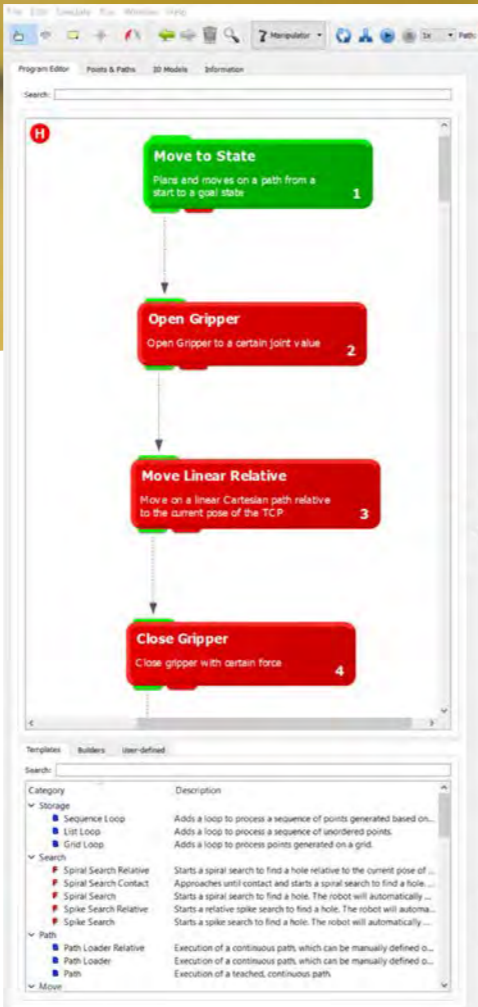 File Edit Simulate Run Windows Help
? Manipulator 1x Path:
Program Editor Points & Paths 3D Models Information
Search:
H
Move to State
Plans and moves on a path from a
start to a goal state
1
Open Gripper
Open Gripper to a certain joint value
2
Move Linear Relative
Move on a linear Cartesian path relative
to the current pose of the TCP
3
Close Gripper
Close gripper with certain force
4
Templates Builders User-defined
Search:
Category Description
Storage
B Sequence Loop Adds a loop to process a sequence of points generated based on...
B List Loop Adds a loop to process a sequence of unordered points.
B Grid Loop Adds a loop to process points generated on a grid.
Search
F Spiral Search Relative Starts a spiral search to find a hole relative to the current pose of ...
F Spiral Search Contact Approaches until contact and starts a spiral search to find a hole. ...
F Spiral Search Starts a spiral search to find a hole. The robot will automatically ...
F Spike Search Relative Starts a relative spike search to find a hole. The robot will automa...
F Spike Search Starts a spike search to find a hole. The robot will automatically ...
Path
B Path Loader Relative Execution of a continuous path, which can be manually defined o...
B Path Loader Execution of a continuous path, which can be manually defined o...
B Path Execution of a teached, continuous path.
Move